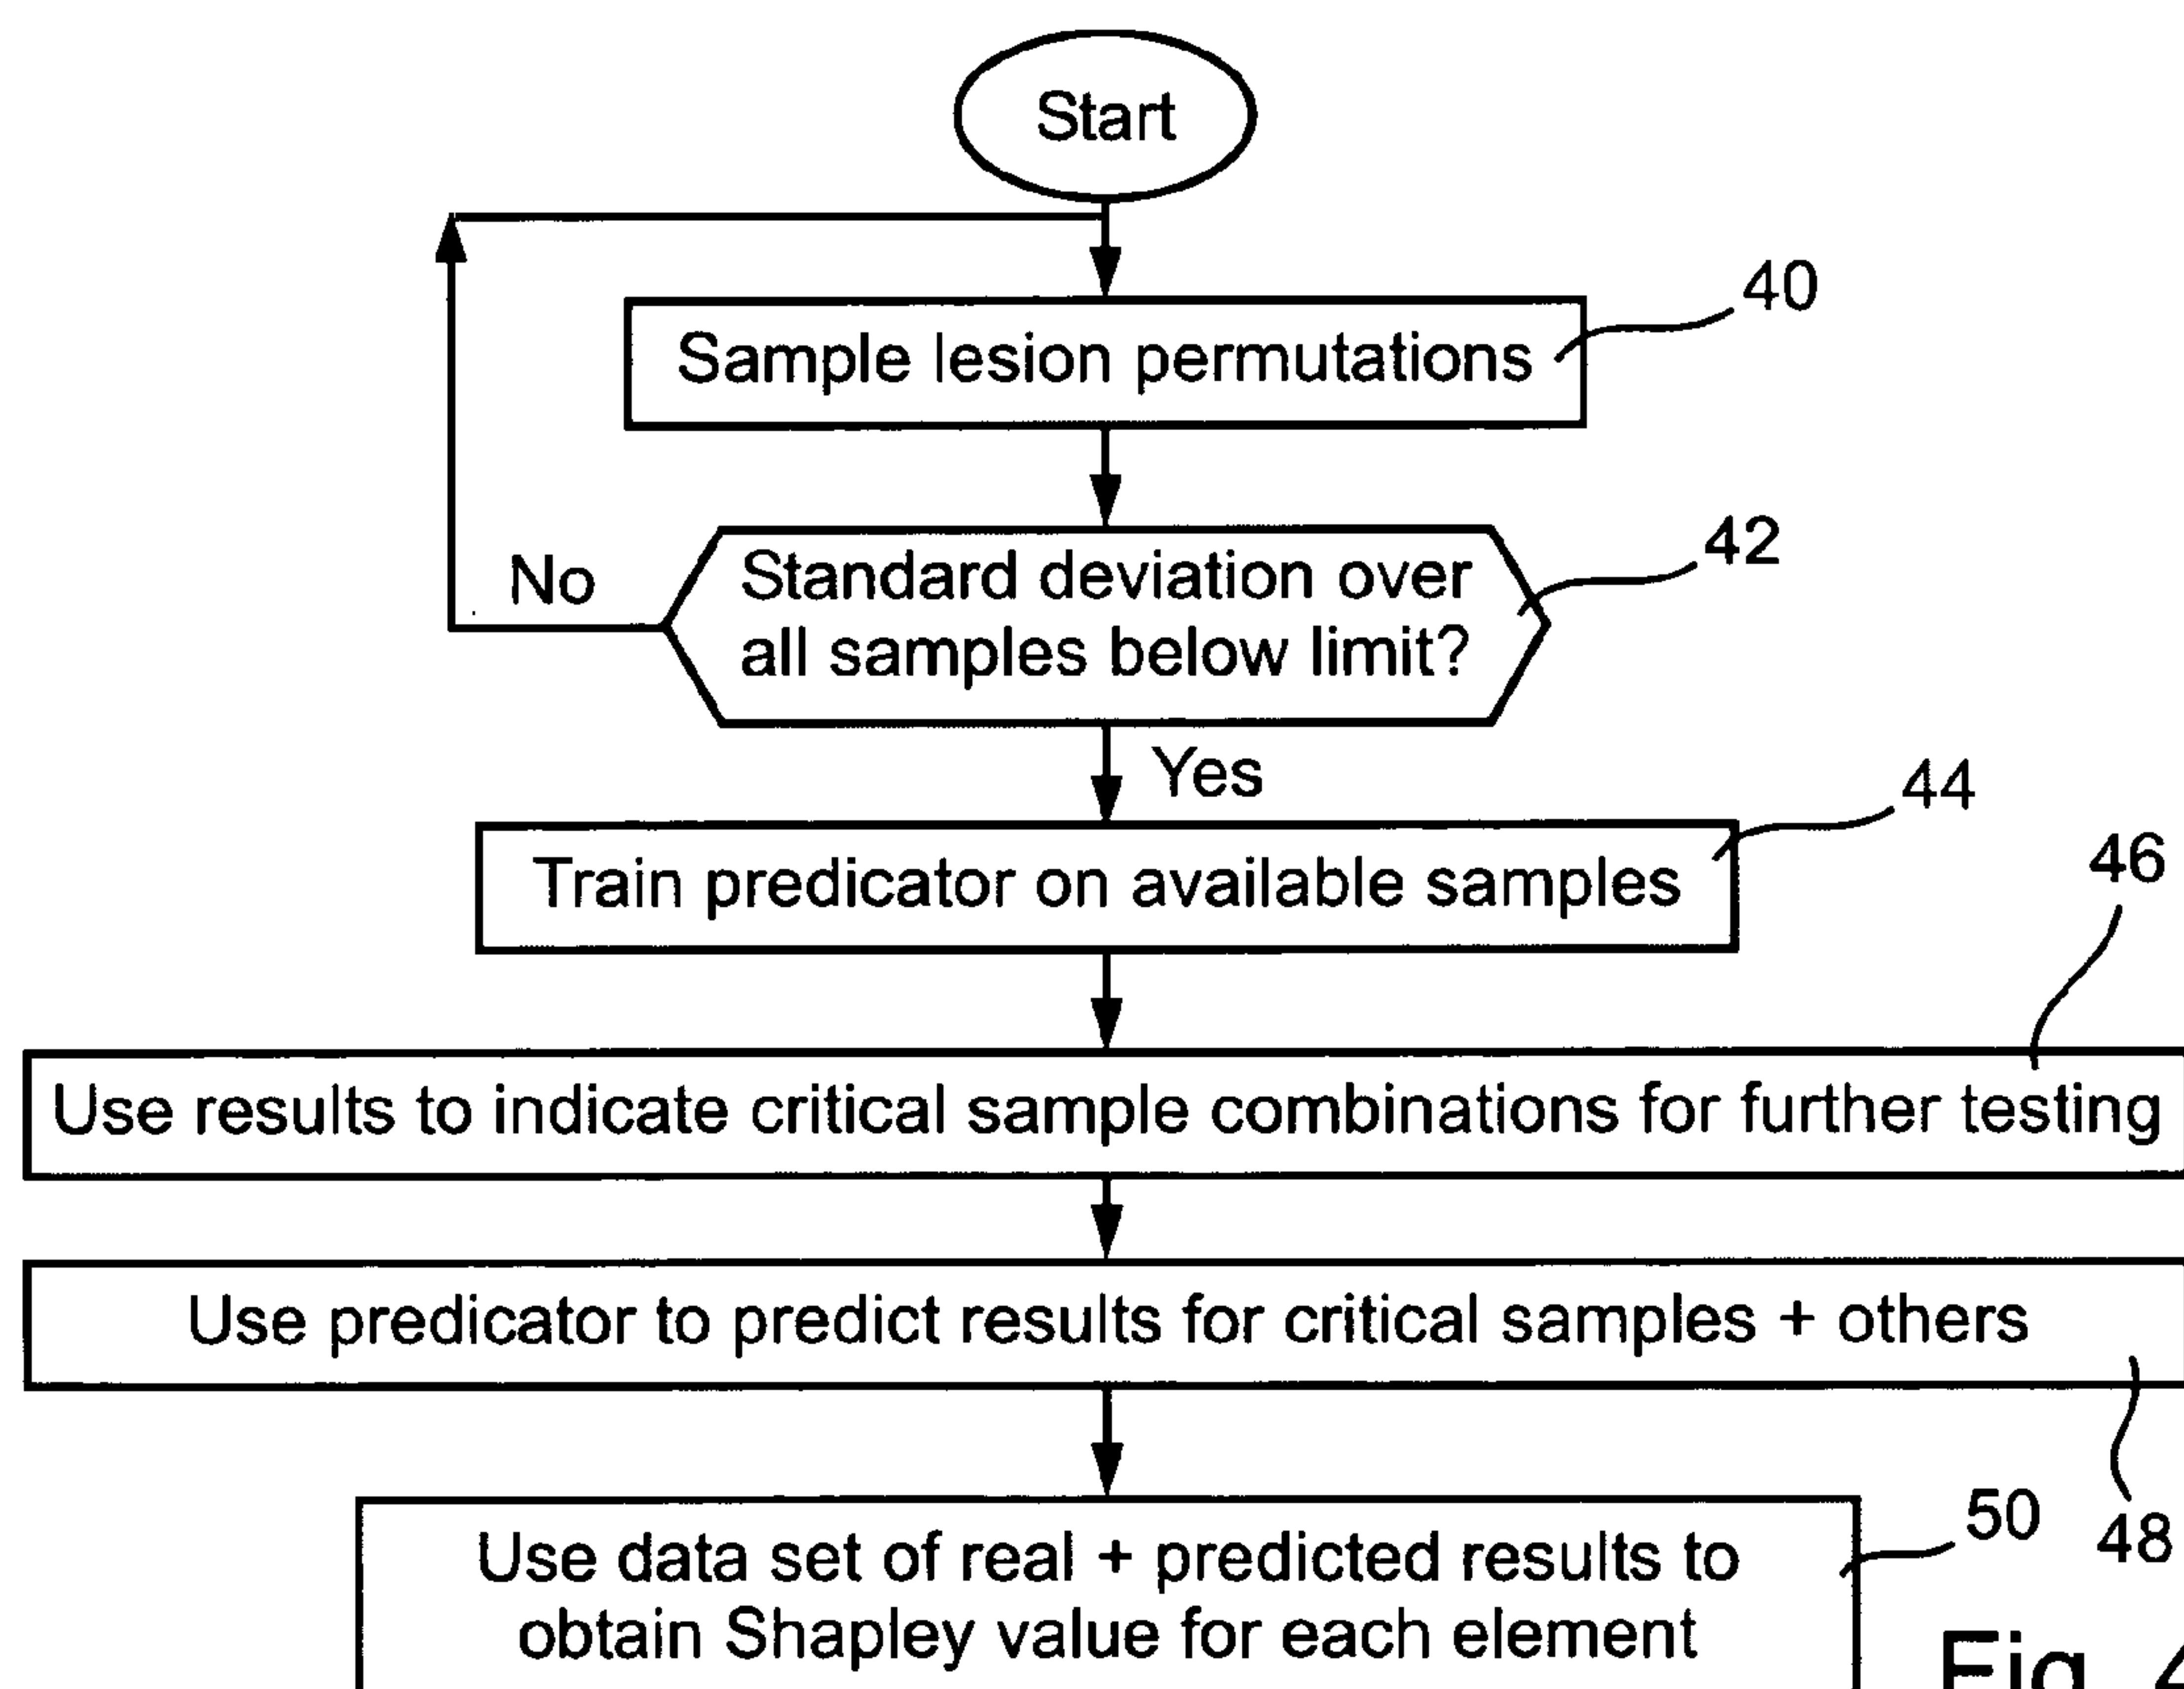 Start
40
Sample lesion permutations
42
No
Standard deviation over
all samples below limit?
Yes
44
Train predicator on available samples
46
Use results to indicate critical sample combinations for further testing
Use predicator to predict results for critical samples + others
48
50
Use data set of real + predicted results to
obtain Shapley value for each element
Fig. 4